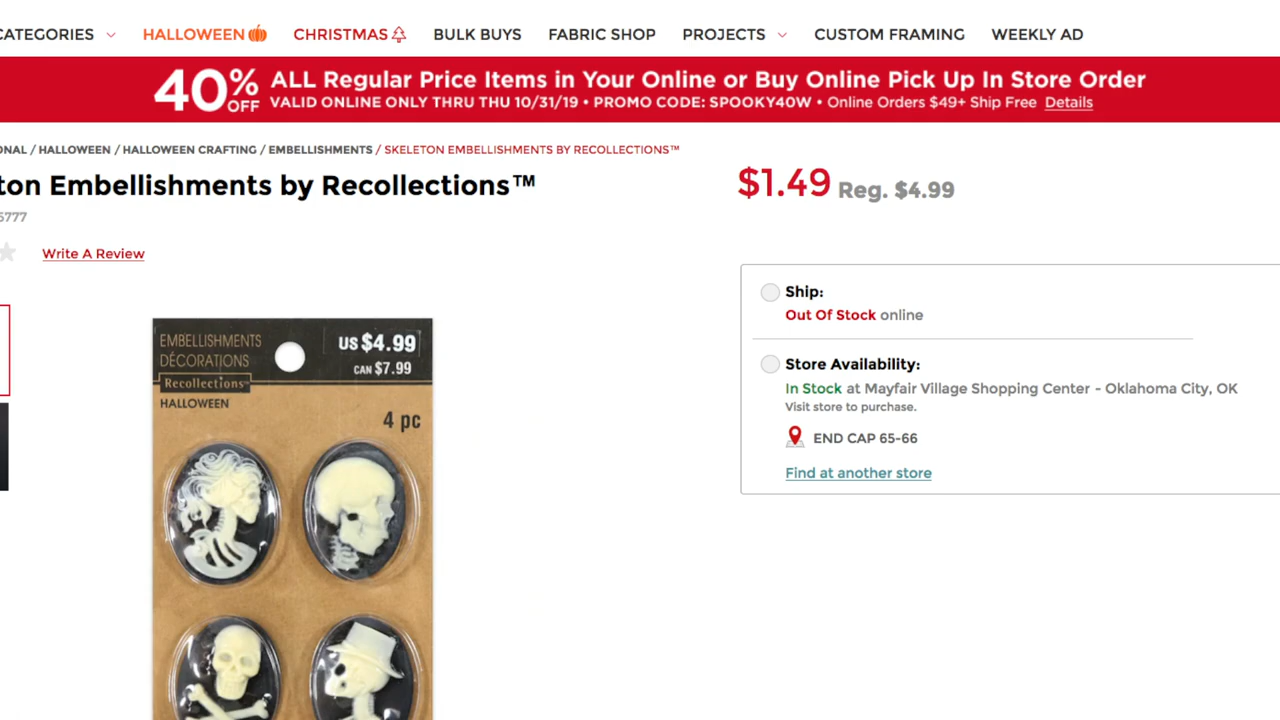 CATEGORIES HALLOWEEN CHRISTMAS BULK BUYS FABRIC SHOP PROJECTS CUSTOM FRAMING WEEKLY AD
40% OFF
ALL Regular Price Items in Your Online or Buy Online Pick Up In Store Order
VALID ONLINE ONLY THRU THU 10/31/19 • PROMO CODE: SPOOKY40W • Online Orders $49+ Ship Free Details
ONAL / HALLOWEEN / HALLOWEEN CRAFTING / EMBELLISHMENTS / SKELETON EMBELLISHMENTS BY RECOLLECTIONS™
ton Embellishments by Recollections™
5777
Write A Review
$1.49 Reg. $4.99
Ship:
Out Of Stock online
Store Availability:
In Stock at Mayfair Village Shopping Center - Oklahoma City, OK
Visit store to purchase.
END CAP 65-66
Find at another store
EMBELLISHMENTS
DÉCORATIONS
Recollections™
HALLOWEEN
US $4.99
CAN $7.99
4 pc